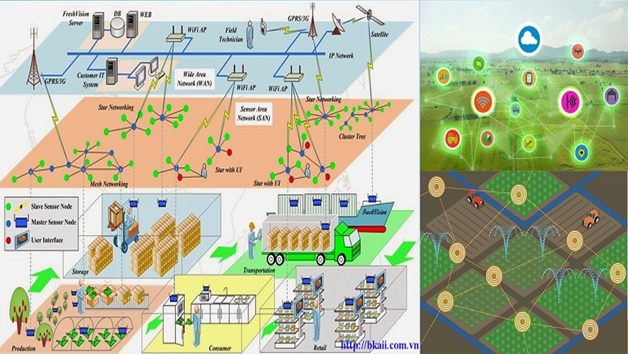 FreshVision
Server
DB
WEB
WiFi AP
Field
Technician
GPRS/3G
Satellite
IP Network
GPRS/3G
Customer IT
System
Wide Area
Network (WAN)
WiFi AP
WiFi AP
Star Networking
Sensor Area
Network (SAN)
Star Networking
Cluster Tree
Mesh Networking
Star with UI
Star with UI
Slave Sensor Node
Master Sensor Node
User Interface
Storage
Transportation
Production
Consumer
Retail
http://bkaii.com.vn